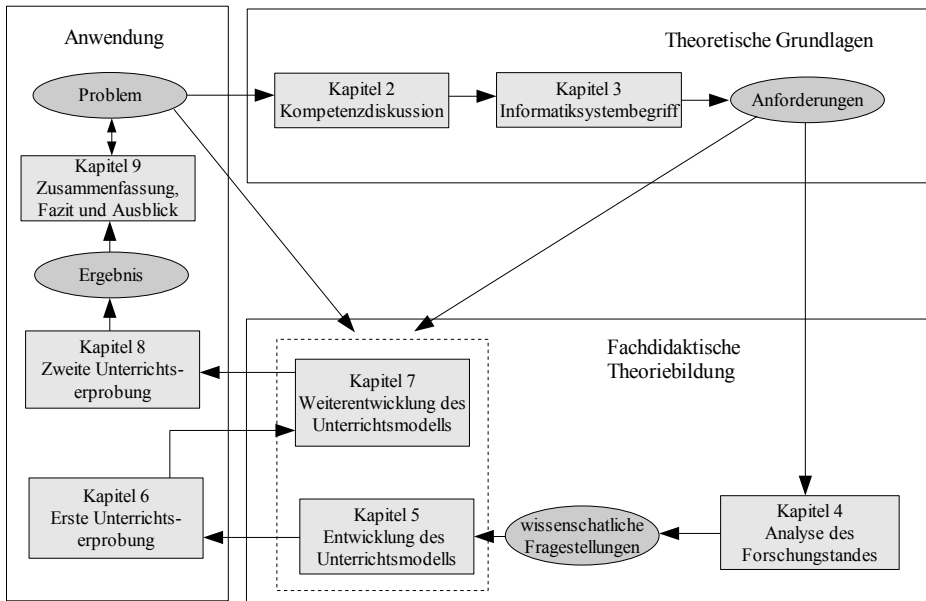 Anwendung
Problem
Kapitel 9
Zusammenfassung,
Fazit und Ausblick
Ergebnis
Kapitel 8
Zweite Unterrichts-
erprobung
Kapitel 6
Erste Unterrichts-
erprobung
Theoretische Grundlagen
Kapitel 2
Kompetenzdiskussion
Kapitel 3
Informatiksystembegriff
Anforderungen
Fachdidaktische
Theoriebildung
Kapitel 7
Weiterentwicklung des
Unterrichtsmodells
Kapitel 5
Entwicklung des
Unterrichtsmodells
wissenschatliche
Fragestellungen
Kapitel 4
Analyse des
Forschungstandes